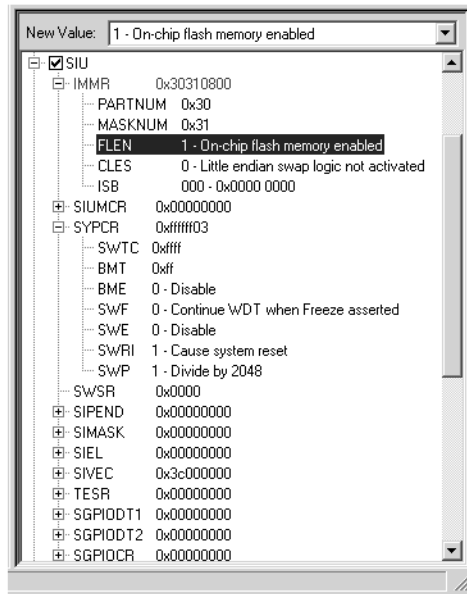 New Value: 1 - On-chip flash memory enabled
SIU
IMMR 0x30310800
PARTNUM 0x30
MASKNUM 0x31
FLEN 1 - On-chip flash memory enabled
CLES 0 - Little endian swap logic not activated
ISB 000 - 0x0000 0000
SIUMCR 0x00000000
SYPCR 0xffffff03
SWTC 0xffff
BMT 0xff
BME 0 - Disable
SWF 0 - Continue WDT when Freeze asserted
SWE 0 - Disable
SWRI 1 - Cause system reset
SWP 1 - Divide by 2048
SWSR 0x0000
SIPEND 0x00000000
SIMASK 0x00000000
SIEL 0x00000000
SIVEC 0x3c000000
TESR 0x00000000
SGPIODT1 0x00000000
SGPIODT2 0x00000000
SGPIOCR 0x00000000